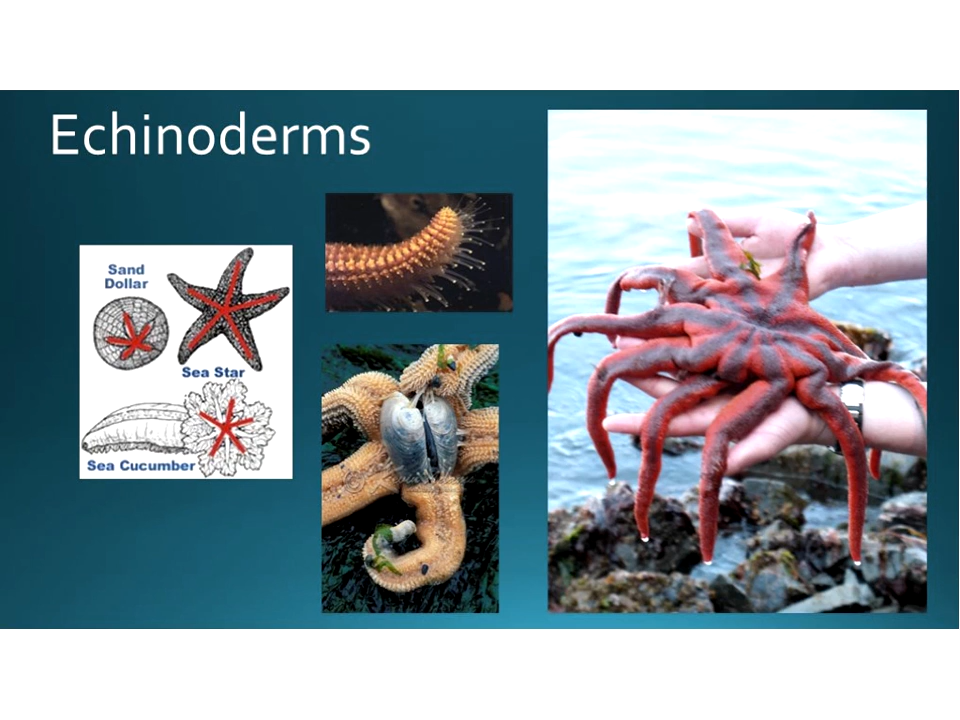 Echinoderms
Sand
Dollar
Sea Star
Sea Cucumber